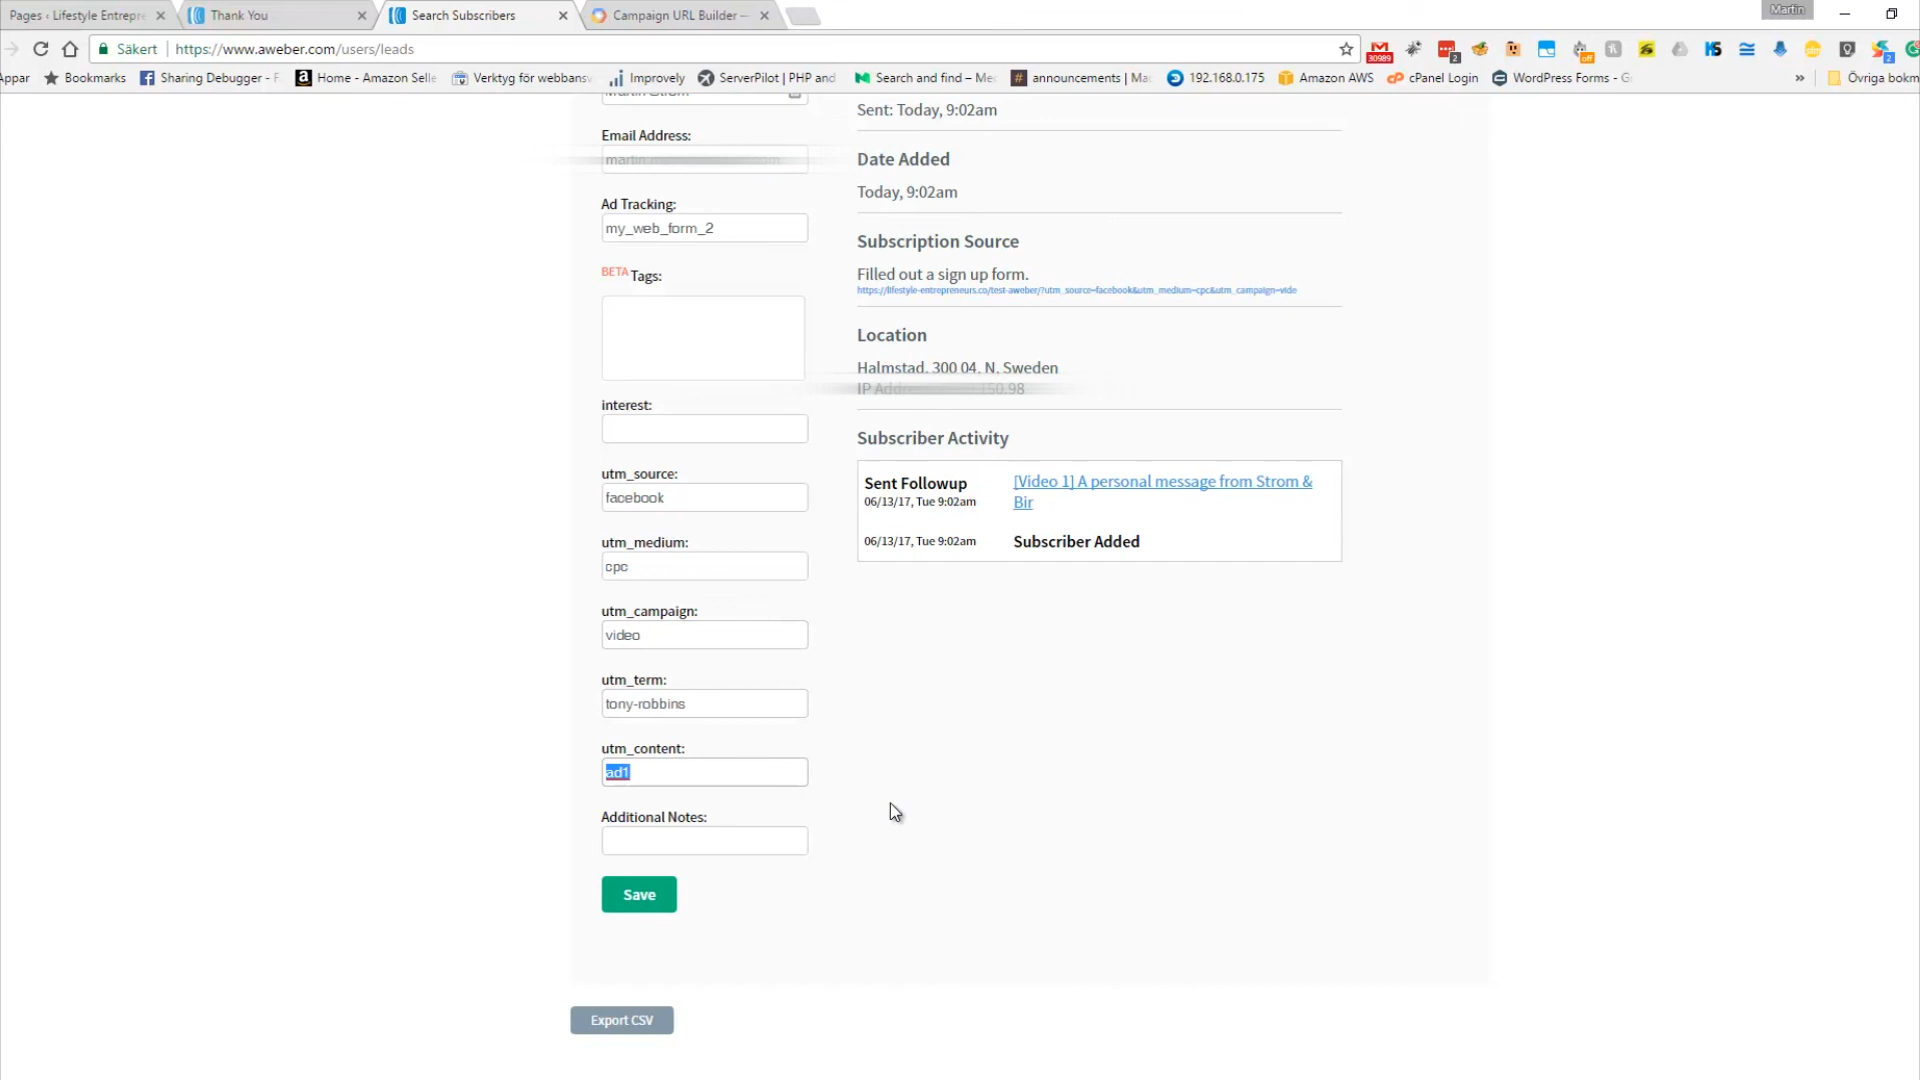 Pages ‹ Lifestyle Entrepre
Thank You
Search Subscribers
Campaign URL Builder —
Martin
Säkert
https://www.aweber.com/users/leads
30989
2
off
2
Appar
Bookmarks
Sharing Debugger - F
Home - Amazon Selle
Verktyg för webbansv
Improvely
ServerPilot | PHP and
Search and find – Me
announcements | Ma
192.168.0.175
Amazon AWS
cPanel Login
WordPress Forms - G
»
Övriga bokm
Sent: Today, 9:02am
Email Address:
Date Added
Today, 9:02am
Ad Tracking:
my_web_form_2
Subscription Source
BETA Tags:
Filled out a sign up form.
https://lifestyle-entrepreneurs.co/test-aweber/?utm_source=facebook&utm_medium=cpc&utm_campaign=vide
Location
Halmstad, 300 04, N, Sweden
interest:
Subscriber Activity
utm_source:
facebook
Sent Followup
06/13/17, Tue 9:02am
[Video 1] A personal message from Strom &
Bir
06/13/17, Tue 9:02am
Subscriber Added
utm_medium:
cpc
utm_campaign:
video
utm_term:
tony-robbins
utm_content:
ad1
Additional Notes:
Save
Export CSV